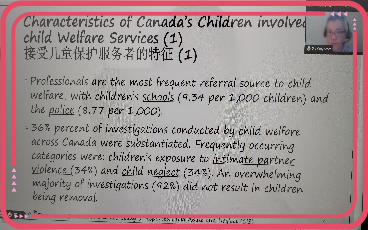 Characteristics of Canada's Children involved
child Welfare Services (1)
接受儿童保护服务者的特征 (1)
- Professionals are the most frequent referral source to child
welfare, with children's schools (9.34 per 1,000 children) and
the police (8.77 per 1,000).
- 36% percent of investigations conducted by child welfare
across Canada were substantiated. Frequently occurring
categories were: children's exposure to intimate partner
violence (34%) and child neglect (34%). An overwhelming
majority of investigations (92%) did not result in children
being removal.